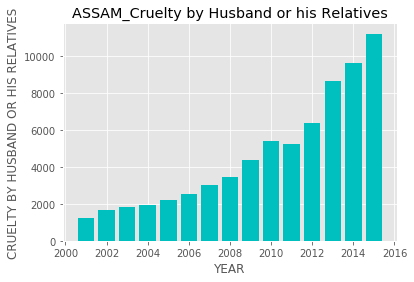 ASSAM_Cruelty by Husband or his Relatives
CRUELTY BY HUSBAND OR HIS RELATIVES
10000
8000
6000
4000
2000
0
2000 2002 2004 2006 2008 2010 2012 2014 2016
YEAR